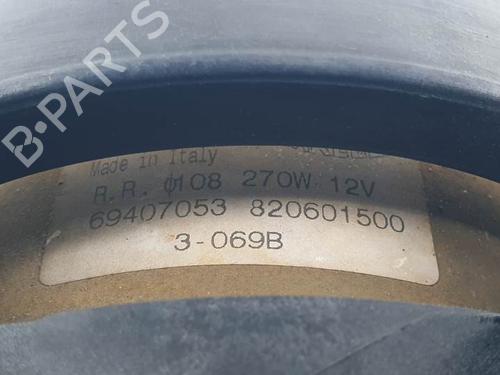 B-PARTS
Made in Italy
R.R. φ108 270W 12V
69407053 820601500
3-069B